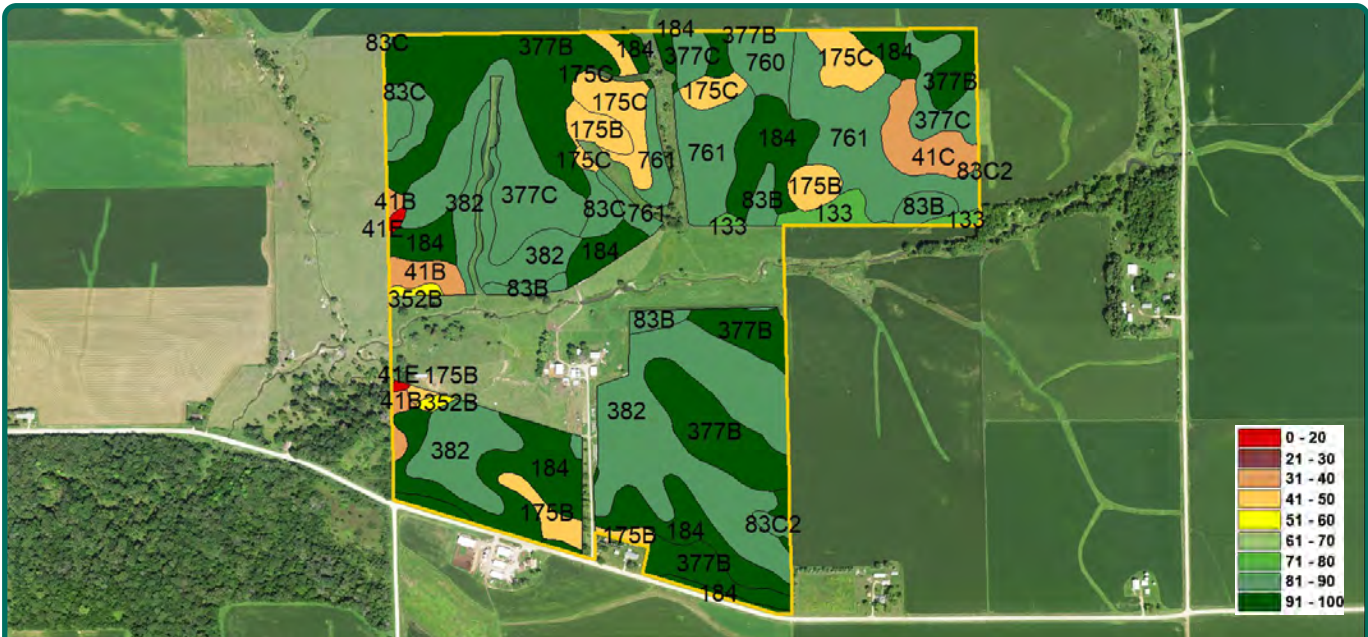 184
83C
377B
184
377C
377B
760
175C
184
175C
175C
175C
377B
83C
175B
377C
184
761
761
175C
761
41C
83C2
41B
382
377C
175B
83B
83C
133
83B
133
761
41E
184
382
184
41B
83B
352B
83B
377B
41E
175B
41B
352B
382
377B
382
184
175B
175B
184
83C2
377B
184
0 - 20
21 - 30
31 - 40
41 - 50
51 - 60
61 - 70
71 - 80
81 - 90
91 - 100